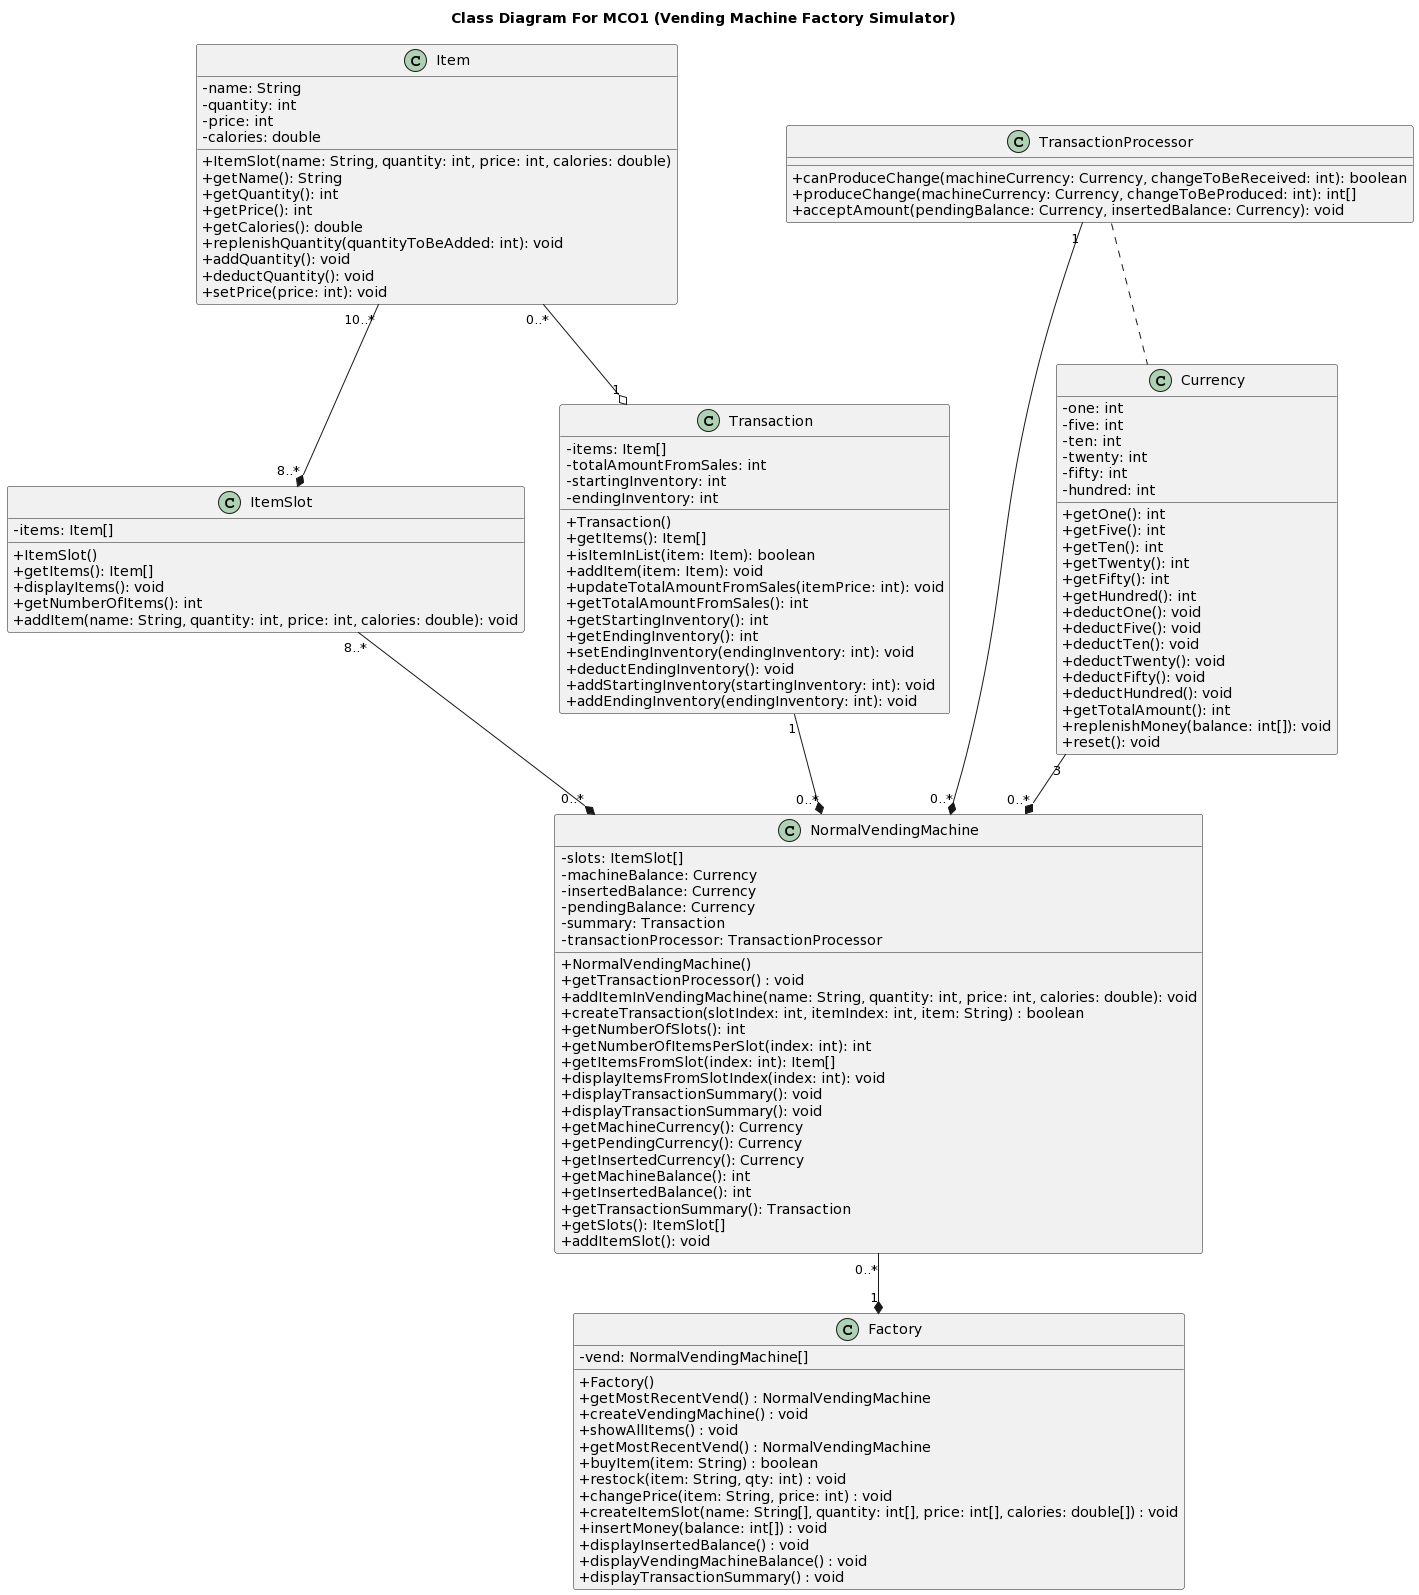 Class Diagram For MCO1 (Vending Machine Factory Simulator)
C Item
-name: String
-quantity: int
-price: int
-calories: double
+ItemSlot(name: String, quantity: int, price: int, calories: double)
+getName(): String
+getQuantity(): int
+getPrice(): int
+getCalories(): double
+replenishQuantity(quantityToBeAdded: int): void
+addQuantity(): void
+deductQuantity(): void
+setPrice(price: int): void
C TransactionProcessor
+canProduceChange(machineCurrency: Currency, changeToBeReceived: int): boolean
+produceChange(machineCurrency: Currency, changeToBeProduced: int): int[]
+acceptAmount(pendingBalance: Currency, insertedBalance: Currency): void
1
10..*
0..*
1
8..*
C Currency
-one: int
-five: int
-ten: int
-twenty: int
-fifty: int
-hundred: int
+getOne(): int
+getFive(): int
+getTen(): int
+getTwenty(): int
+getFifty(): int
+getHundred(): int
+deductOne(): void
+deductFive(): void
+deductTen(): void
+deductTwenty(): void
+deductFifty(): void
+deductHundred(): void
+getTotalAmount(): int
+replenishMoney(balance: int[]): void
+reset(): void
C Transaction
-items: Item[]
-totalAmountFromSales: int
-startingInventory: int
-endingInventory: int
+Transaction()
+getItems(): Item[]
+isItemInList(item: Item): boolean
+addItem(item: Item): void
+updateTotalAmountFromSales(itemPrice: int): void
+getTotalAmountFromSales(): int
+getStartingInventory(): int
+getEndingInventory(): int
+setEndingInventory(endingInventory: int): void
+deductEndingInventory(): void
+addStartingInventory(startingInventory: int): void
+addEndingInventory(endingInventory: int): void
C ItemSlot
-items: Item[]
+ItemSlot()
+getItems(): Item[]
+displayItems(): void
+getNumberOfItems(): int
+addItem(name: String, quantity: int, price: int, calories: double): void
8..*
1
3
0..*
0..*
0..*
0..*
C NormalVendingMachine
-slots: ItemSlot[]
-machineBalance: Currency
-insertedBalance: Currency
-pendingBalance: Currency
-summary: Transaction
-transactionProcessor: TransactionProcessor
+NormalVendingMachine()
+getTransactionProcessor() : void
+addItemInVendingMachine(name: String, quantity: int, price: int, calories: double): void
+createTransaction(slotIndex: int, itemIndex: int, item: String) : boolean
+getNumberOfSlots(): int
+getNumberOfItemsPerSlot(index: int): int
+getItemsFromSlot(index: int): Item[]
+displayItemsFromSlotIndex(index: int): void
+displayTransactionSummary(): void
+displayTransactionSummary(): void
+getMachineCurrency(): Currency
+getPendingCurrency(): Currency
+getInsertedCurrency(): Currency
+getMachineBalance(): int
+getInsertedBalance(): int
+getTransactionSummary(): Transaction
+getSlots(): ItemSlot[]
+addItemSlot(): void
0..*
1
C Factory
-vend: NormalVendingMachine[]
+Factory()
+getMostRecentVend() : NormalVendingMachine
+createVendingMachine() : void
+showAllItems() : void
+getMostRecentVend() : NormalVendingMachine
+buyItem(item: String) : boolean
+restock(item: String, qty: int) : void
+changePrice(item: String, price: int) : void
+createItemSlot(name: String[], quantity: int[], price: int[], calories: double[]) : void
+insertMoney(balance: int[]) : void
+displayInsertedBalance() : void
+displayVendingMachineBalance() : void
+displayTransactionSummary() : void